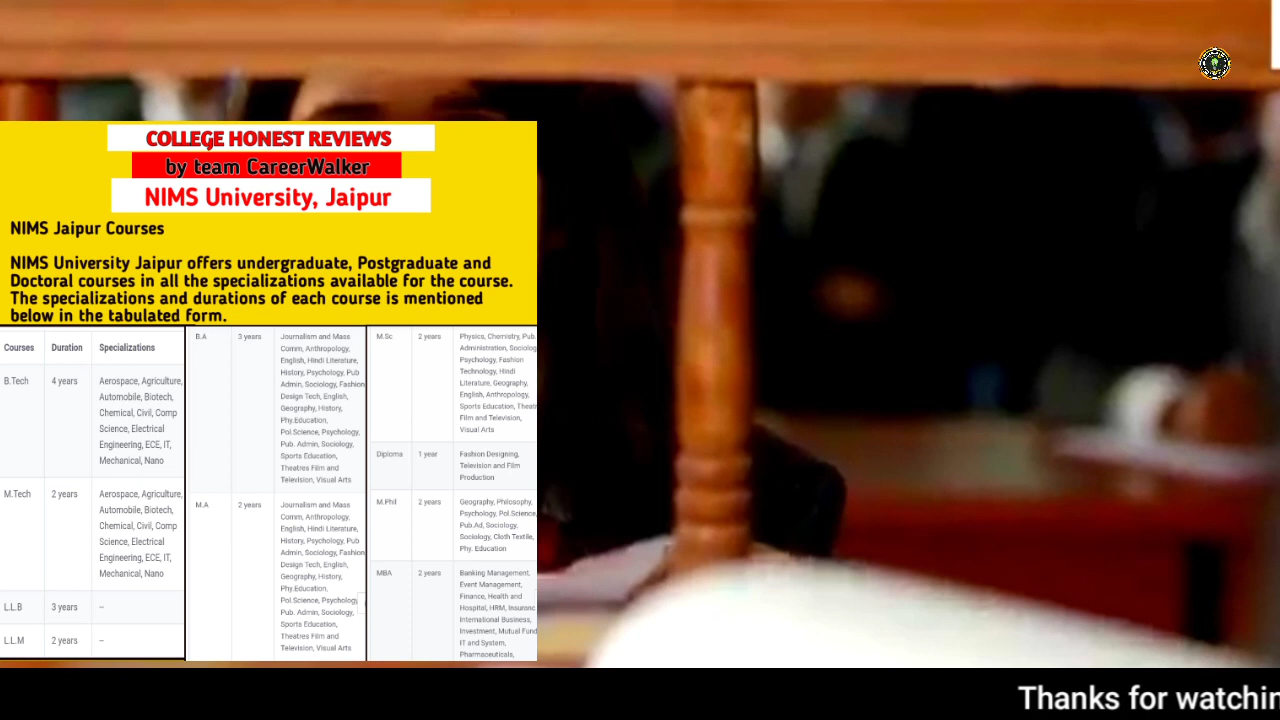 COLLEGE HONEST REVIEWS
by team CareerWalker
NIMS University, Jaipur
NIMS Jaipur Courses
NIMS University Jaipur offers undergraduate, Postgraduate and
Doctoral courses in all the specializations available for the course.
The specializations and durations of each course is mentioned
below in the tabulated form.
Courses Duration Specializations
B.Tech 4 years Aerospace, Agriculture,
Automobile, Biotech,
Chemical, Civil, Comp
Science, Electrical
Engineering, ECE, IT,
Mechanical, Nano
M.Tech 2 years Aerospace, Agriculture,
Automobile, Biotech,
Chemical, Civil, Comp
Science, Electrical
Engineering, ECE, IT,
Mechanical, Nano
L.L.B 3 years –
L.L.M 2 years –
B.A 3 years Journalism and Mass
Comm, Anthropology,
English, Hindi Literature,
History, Psychology, Pub
Admin, Sociology, Fashion
Design Tech, English,
Geography, History,
Phy.Education,
Pol.Science, Psychology,
Pub. Admin, Sociology,
Sports Education,
Theatres Film and
Television, Visual Arts
M.A 2 years Journalism and Mass
Comm, Anthropology,
English, Hindi Literature,
History, Psychology, Pub
Admin, Sociology, Fashion
Design Tech, English,
Geography, History,
Phy.Education,
Pol.Science, Psychology,
Pub. Admin, Sociology,
Sports Education,
Theatres Film and
Television, Visual Arts
M.Sc 2 years Physics, Chemistry, Pub.
Administration, Sociolog
Psychology, Fashion
Technology, Hindi
Literature, Geography,
English, Anthropology,
Sports Education, Theatr
Film and Television,
Visual Arts
Diploma 1 year Fashion Designing,
Television and Film
Production
M.Phil 2 years Geography, Philosophy,
Psychology, Pol.Science,
Pub.Ad, Sociology,
Sociology, Cloth Textile,
Phy. Education
MBA 2 years Banking Management,
Event Management,
Finance, Health and
Hospital, HRM, Insuranc
International Business,
Investment, Mutual Fund
IT and System,
Pharmaceuticals,
Thanks for watchin